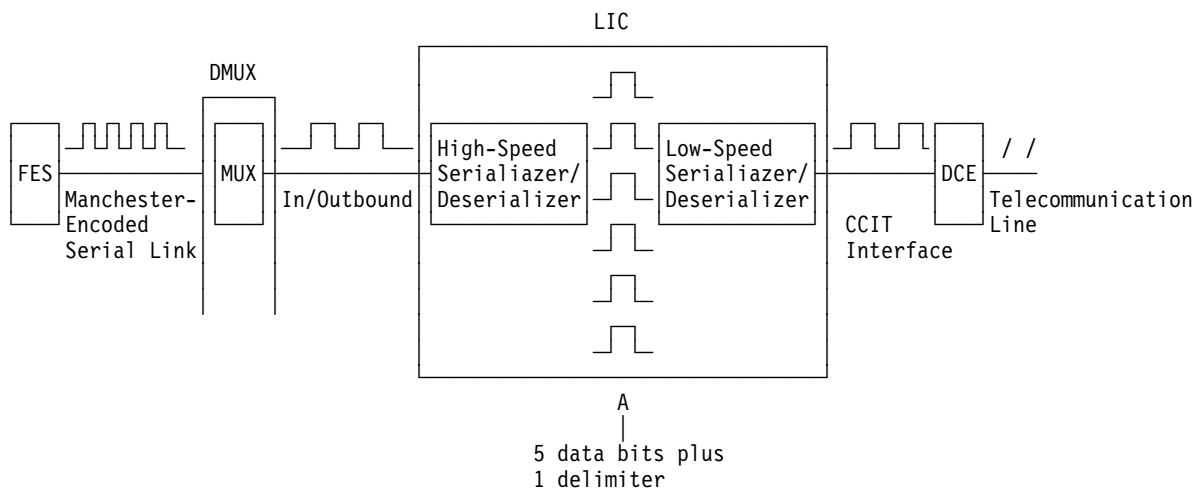 LIC
DMUX
FES
MUX
High-Speed
Serialiazer/
Deserializer
Low-Speed
Serialiazer/
Deserializer
DCE
/ /
Manchester-
Encoded
Serial Link
In/Outbound
CCIT
Interface
Telecommunication
Line
A
5 data bits plus
1 delimiter